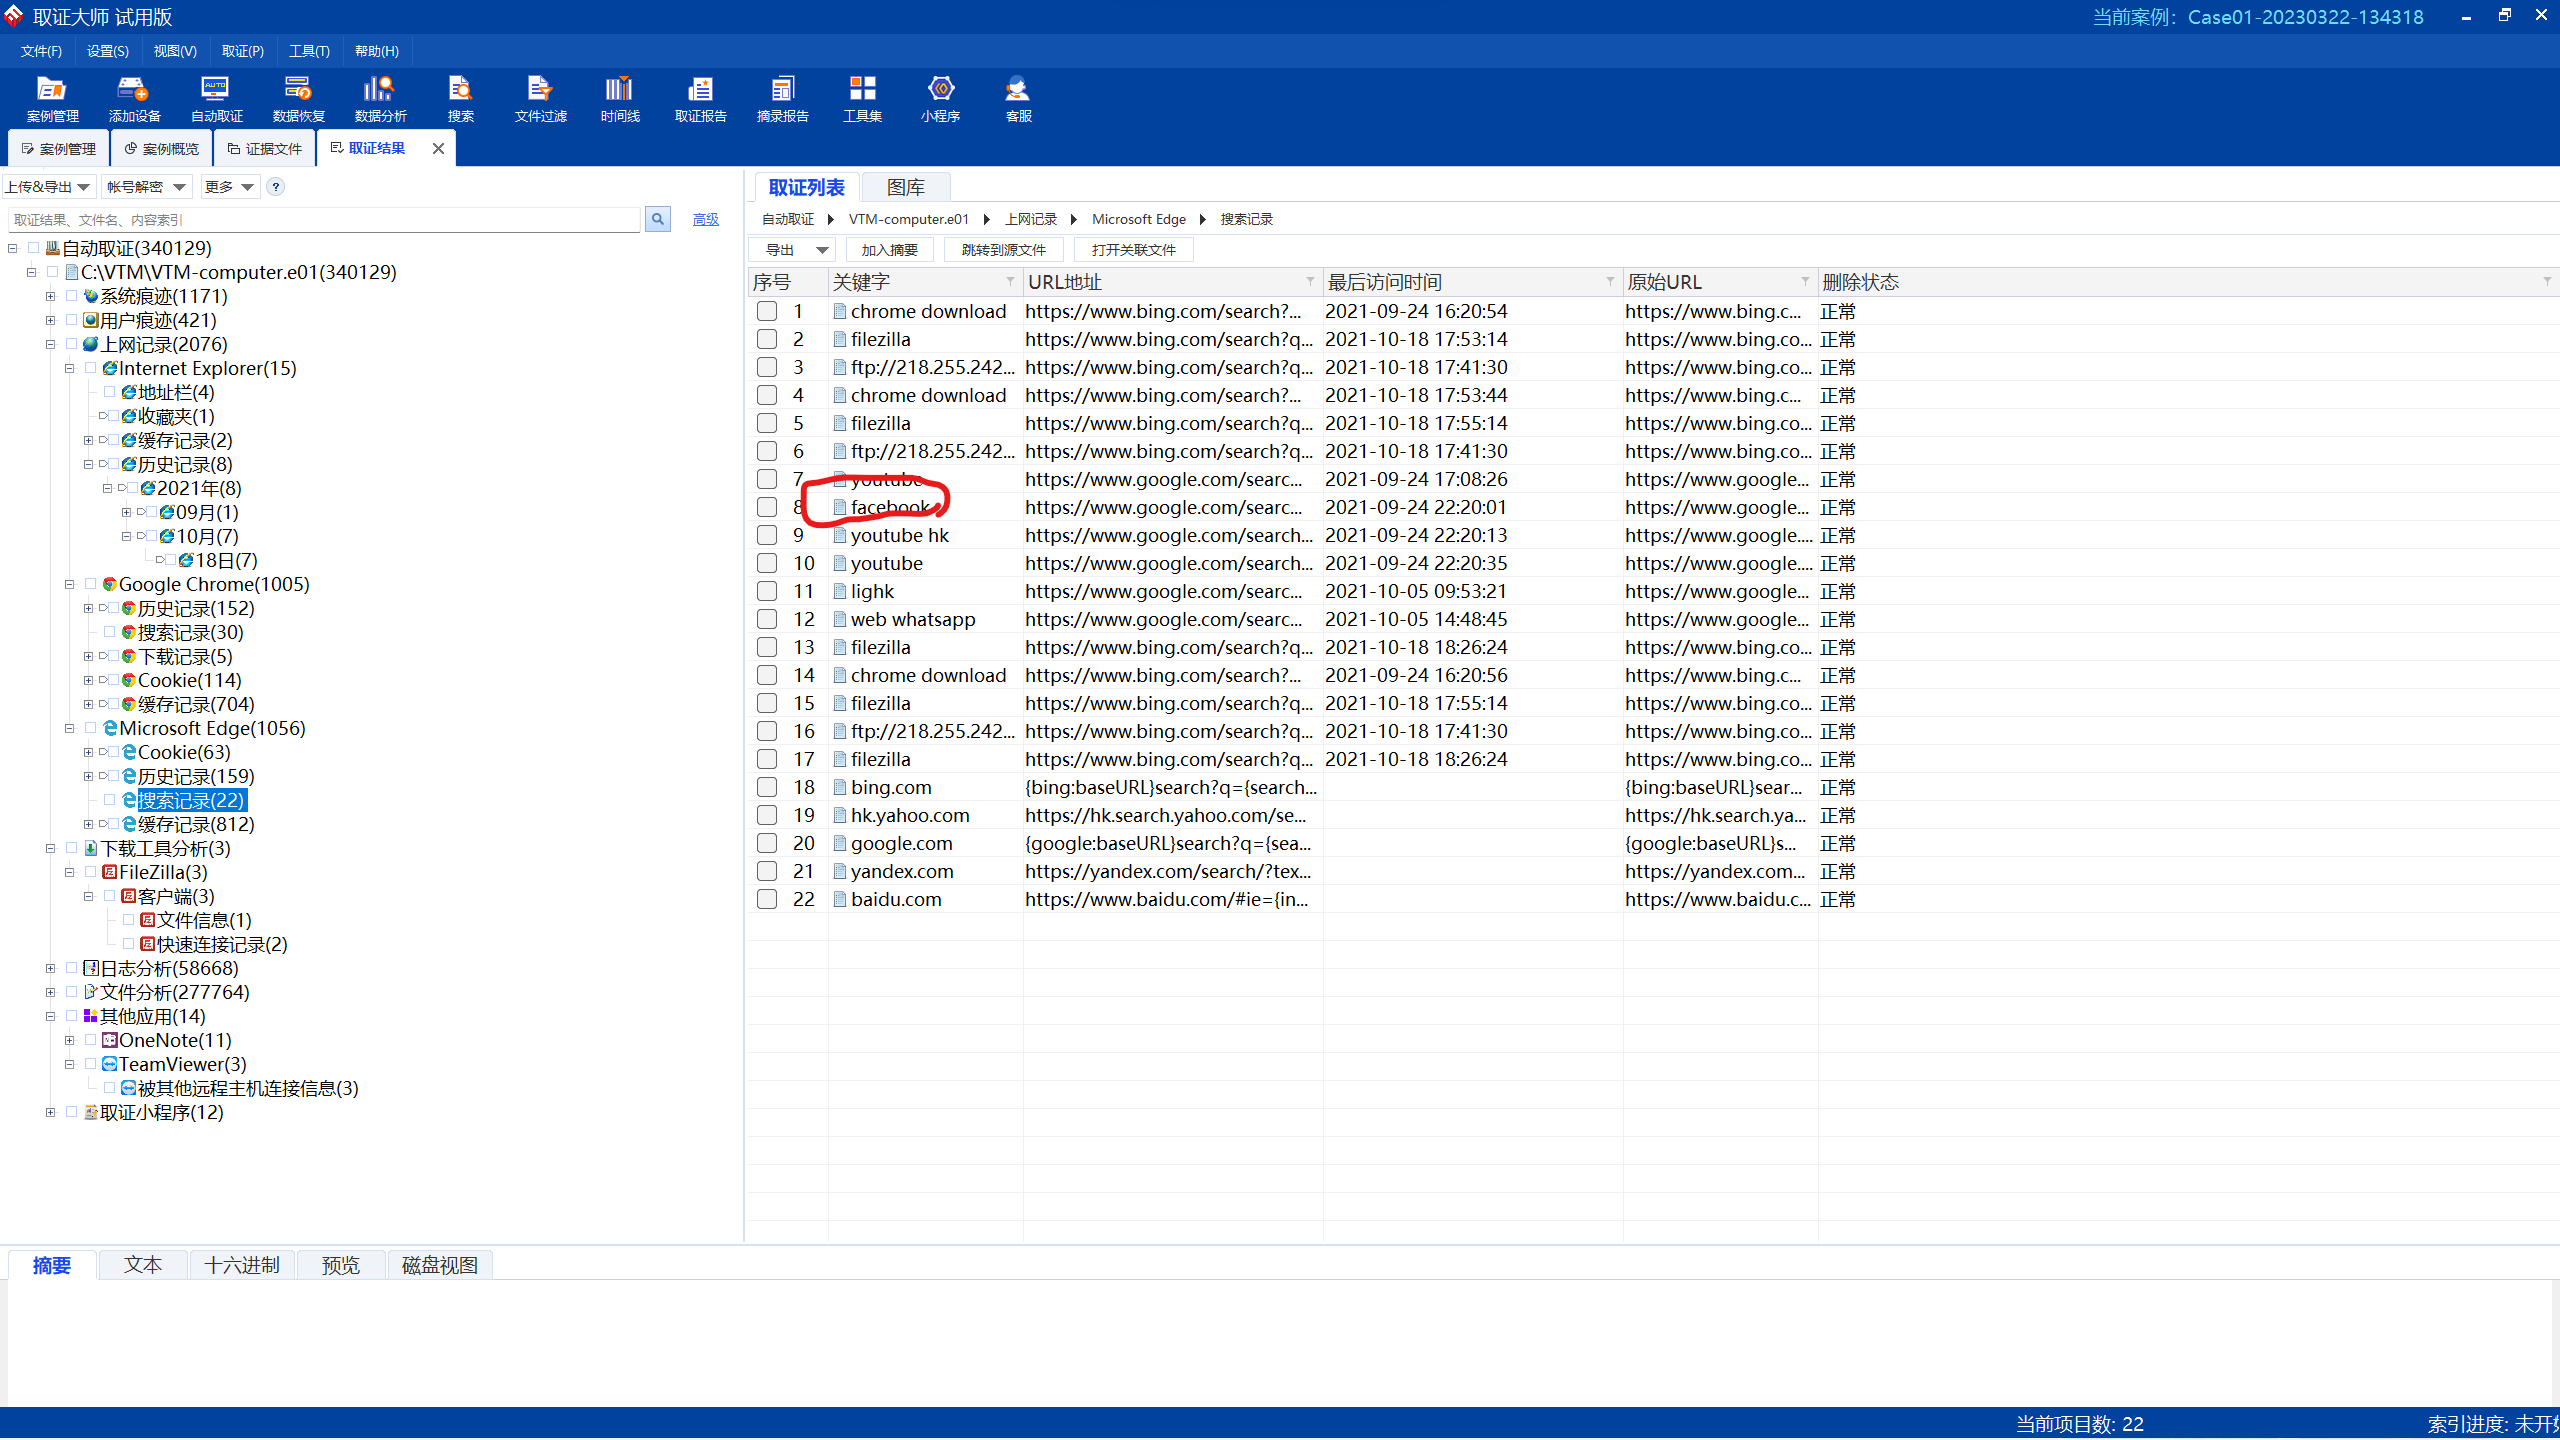 取证大师 试用版
当前案例：Case01-20230322-134318
文件(F) 设置(S) 视图(V) 取证(P) 工具(T) 帮助(H)
案例管理 添加设备 自动取证 数据恢复 数据分析 搜索 文件过滤 时间线 取证报告 摘录报告 工具集 小程序 客服
案例管理 案例概览 证据文件 取证结果
上传&导出 帐号解密 更多 ?
取证结果、文件名、内容索引 高级
自动取证(340129)
C:\VTM\VTM-computer.e01(340129)
系统痕迹(1171)
用户痕迹(421)
上网记录(2076)
Internet Explorer(15)
地址栏(4)
收藏夹(1)
缓存记录(2)
历史记录(8)
2021年(8)
09月(1)
10月(7)
18日(7)
Google Chrome(1005)
历史记录(152)
搜索记录(30)
下载记录(5)
Cookie(114)
缓存记录(704)
Microsoft Edge(1056)
Cookie(63)
历史记录(159)
搜索记录(22)
缓存记录(812)
下载工具分析(3)
FileZilla(3)
客户端(3)
文件信息(1)
快速连接记录(2)
日志分析(58668)
文件分析(277764)
其他应用(14)
OneNote(11)
TeamViewer(3)
被其他远程主机连接信息(3)
取证小程序(12)
取证列表 图库
自动取证 VTM-computer.e01 上网记录 Microsoft Edge 搜索记录
导出 加入摘要 跳转到源文件 打开关联文件
序号 关键字 URL地址 最后访问时间 原始URL 删除状态
1 chrome download https://www.bing.com/search?... 2021-09-24 16:20:54 https://www.bing.c... 正常
2 filezilla https://www.bing.com/search?q... 2021-10-18 17:53:14 https://www.bing.co... 正常
3 ftp://218.255.242... https://www.bing.com/search?q... 2021-10-18 17:41:30 https://www.bing.co... 正常
4 chrome download https://www.bing.com/search?... 2021-10-18 17:53:44 https://www.bing.c... 正常
5 filezilla https://www.bing.com/search?q... 2021-10-18 17:55:14 https://www.bing.co... 正常
6 ftp://218.255.242... https://www.bing.com/search?q... 2021-10-18 17:41:30 https://www.bing.co... 正常
7 youtube https://www.google.com/searc... 2021-09-24 17:08:26 https://www.google... 正常
8 facebook https://www.google.com/searc... 2021-09-24 22:20:01 https://www.google... 正常
9 youtube hk https://www.google.com/search... 2021-09-24 22:20:13 https://www.google.... 正常
10 youtube https://www.google.com/search... 2021-09-24 22:20:35 https://www.google.... 正常
11 lighk https://www.google.com/searc... 2021-10-05 09:53:21 https://www.google... 正常
12 web whatsapp https://www.google.com/searc... 2021-10-05 14:48:45 https://www.google... 正常
13 filezilla https://www.bing.com/search?q... 2021-10-18 18:26:24 https://www.bing.co... 正常
14 chrome download https://www.bing.com/search?... 2021-09-24 16:20:56 https://www.bing.c... 正常
15 filezilla https://www.bing.com/search?q... 2021-10-18 17:55:14 https://www.bing.co... 正常
16 ftp://218.255.242... https://www.bing.com/search?q... 2021-10-18 17:41:30 https://www.bing.co... 正常
17 filezilla https://www.bing.com/search?q... 2021-10-18 18:26:24 https://www.bing.co... 正常
18 bing.com {bing:baseURL}search?q={search... {bing:baseURL}sear... 正常
19 hk.yahoo.com https://hk.search.yahoo.com/se... https://hk.search.ya... 正常
20 google.com {google:baseURL}search?q={sea... {google:baseURL}s... 正常
21 yandex.com https://yandex.com/search/?tex... https://yandex.com... 正常
22 baidu.com https://www.baidu.com/#ie={in... https://www.baidu.c... 正常
摘要 文本 十六进制 预览 磁盘视图
当前项目数: 22 索引进度: 未开